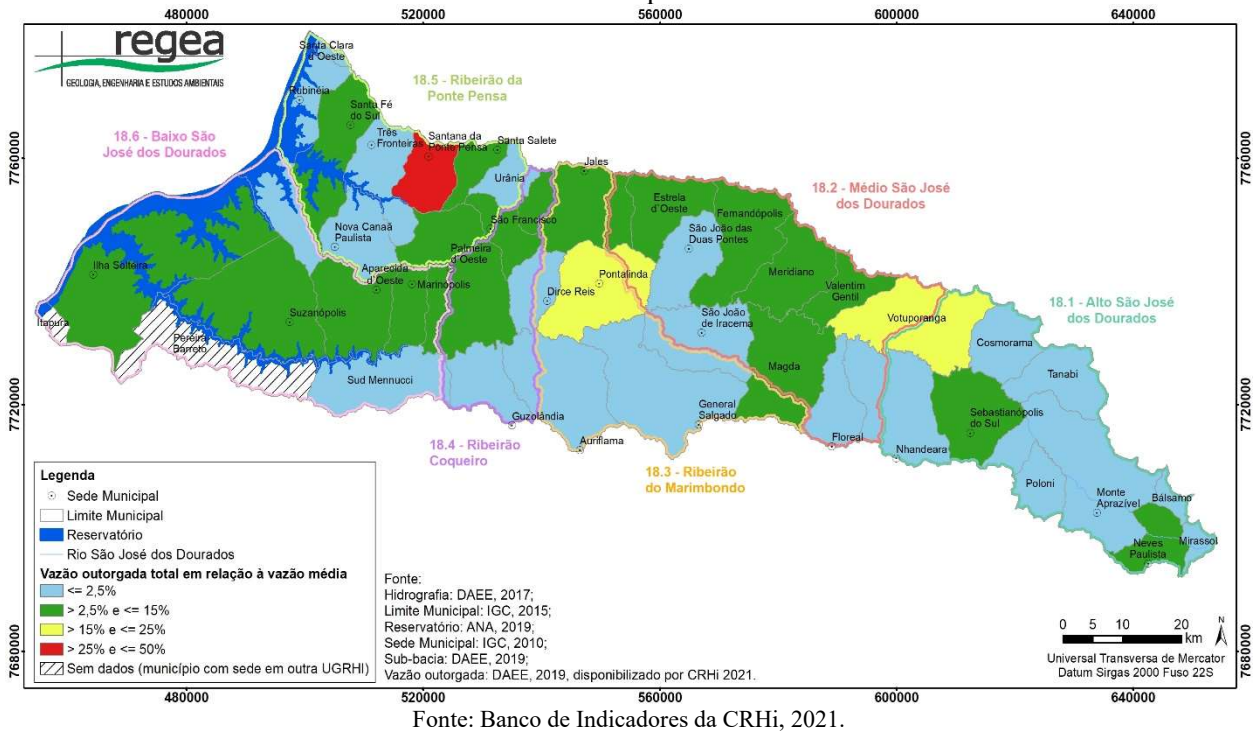 480000 520000 560000 600000 640000
regea
GEOLOGIA, ENGENHARIA E ESTUDOS AMBIENTAIS
7760000
7720000
7680000
7760000
7720000
7680000
18.5 - Ribeirão da
Ponte Pensa
18.6 - Baixo São
José dos Dourados
18.2 - Médio São José
dos Dourados
18.1 - Alto São José
dos Dourados
18.4 - Ribeirão
Coqueiro
18.3 - Ribeirão
do Marimbondo
Santa Clara
d'Oeste
Rubinéia
Santa Fé
do Sul
Três
Fronteiras
Santana da
Ponte Pensa
Santa Salete
Urânia
Jales
Nova Canaã
Paulista
São Francisco
Palmeira
d'Oeste
Aparecida
d'Oeste
Marinópolis
Ilha Solteira
Suzanápolis
Itapura
Pereira
Barreto
Sud Mennucci
Dirce Reis
Pontalinda
Estrela
d'Oeste
Fernandópolis
São João das
Duas Pontes
Meridiano
Valentim
Gentil
São João
de Iracema
Votuporanga
Cosmorama
Magda
Tanabi
General
Salgado
Guzolândia
Auriflama
Floreal
Nhandeara
Sebastianópolis
do Sul
Poloni
Monte
Aprazível
Bálsamo
Neves
Paulista
Mirassol
Legenda
Sede Municipal
Limite Municipal
Reservatório
Rio São José dos Dourados
Vazão outorgada total em relação à vazão média
<= 2,5%
> 2,5% e <= 15%
> 15% e <= 25%
> 25% e <= 50%
Sem dados (município com sede em outra UGRHI)
Fonte:
Hidrografia: DAEE, 2017;
Limite Municipal: IGC, 2015;
Reservatório: ANA, 2019;
Sede Municipal: IGC, 2010;
Sub-bacia: DAEE, 2019;
Vazão outorgada: DAEE, 2019, disponibilizado por CRHi 2021.
0 5 10 20
km
N
Universal Transversa de Mercator
Datum Sirgas 2000 Fuso 22S
480000 520000 560000 600000 640000
Fonte: Banco de Indicadores da CRHi, 2021.